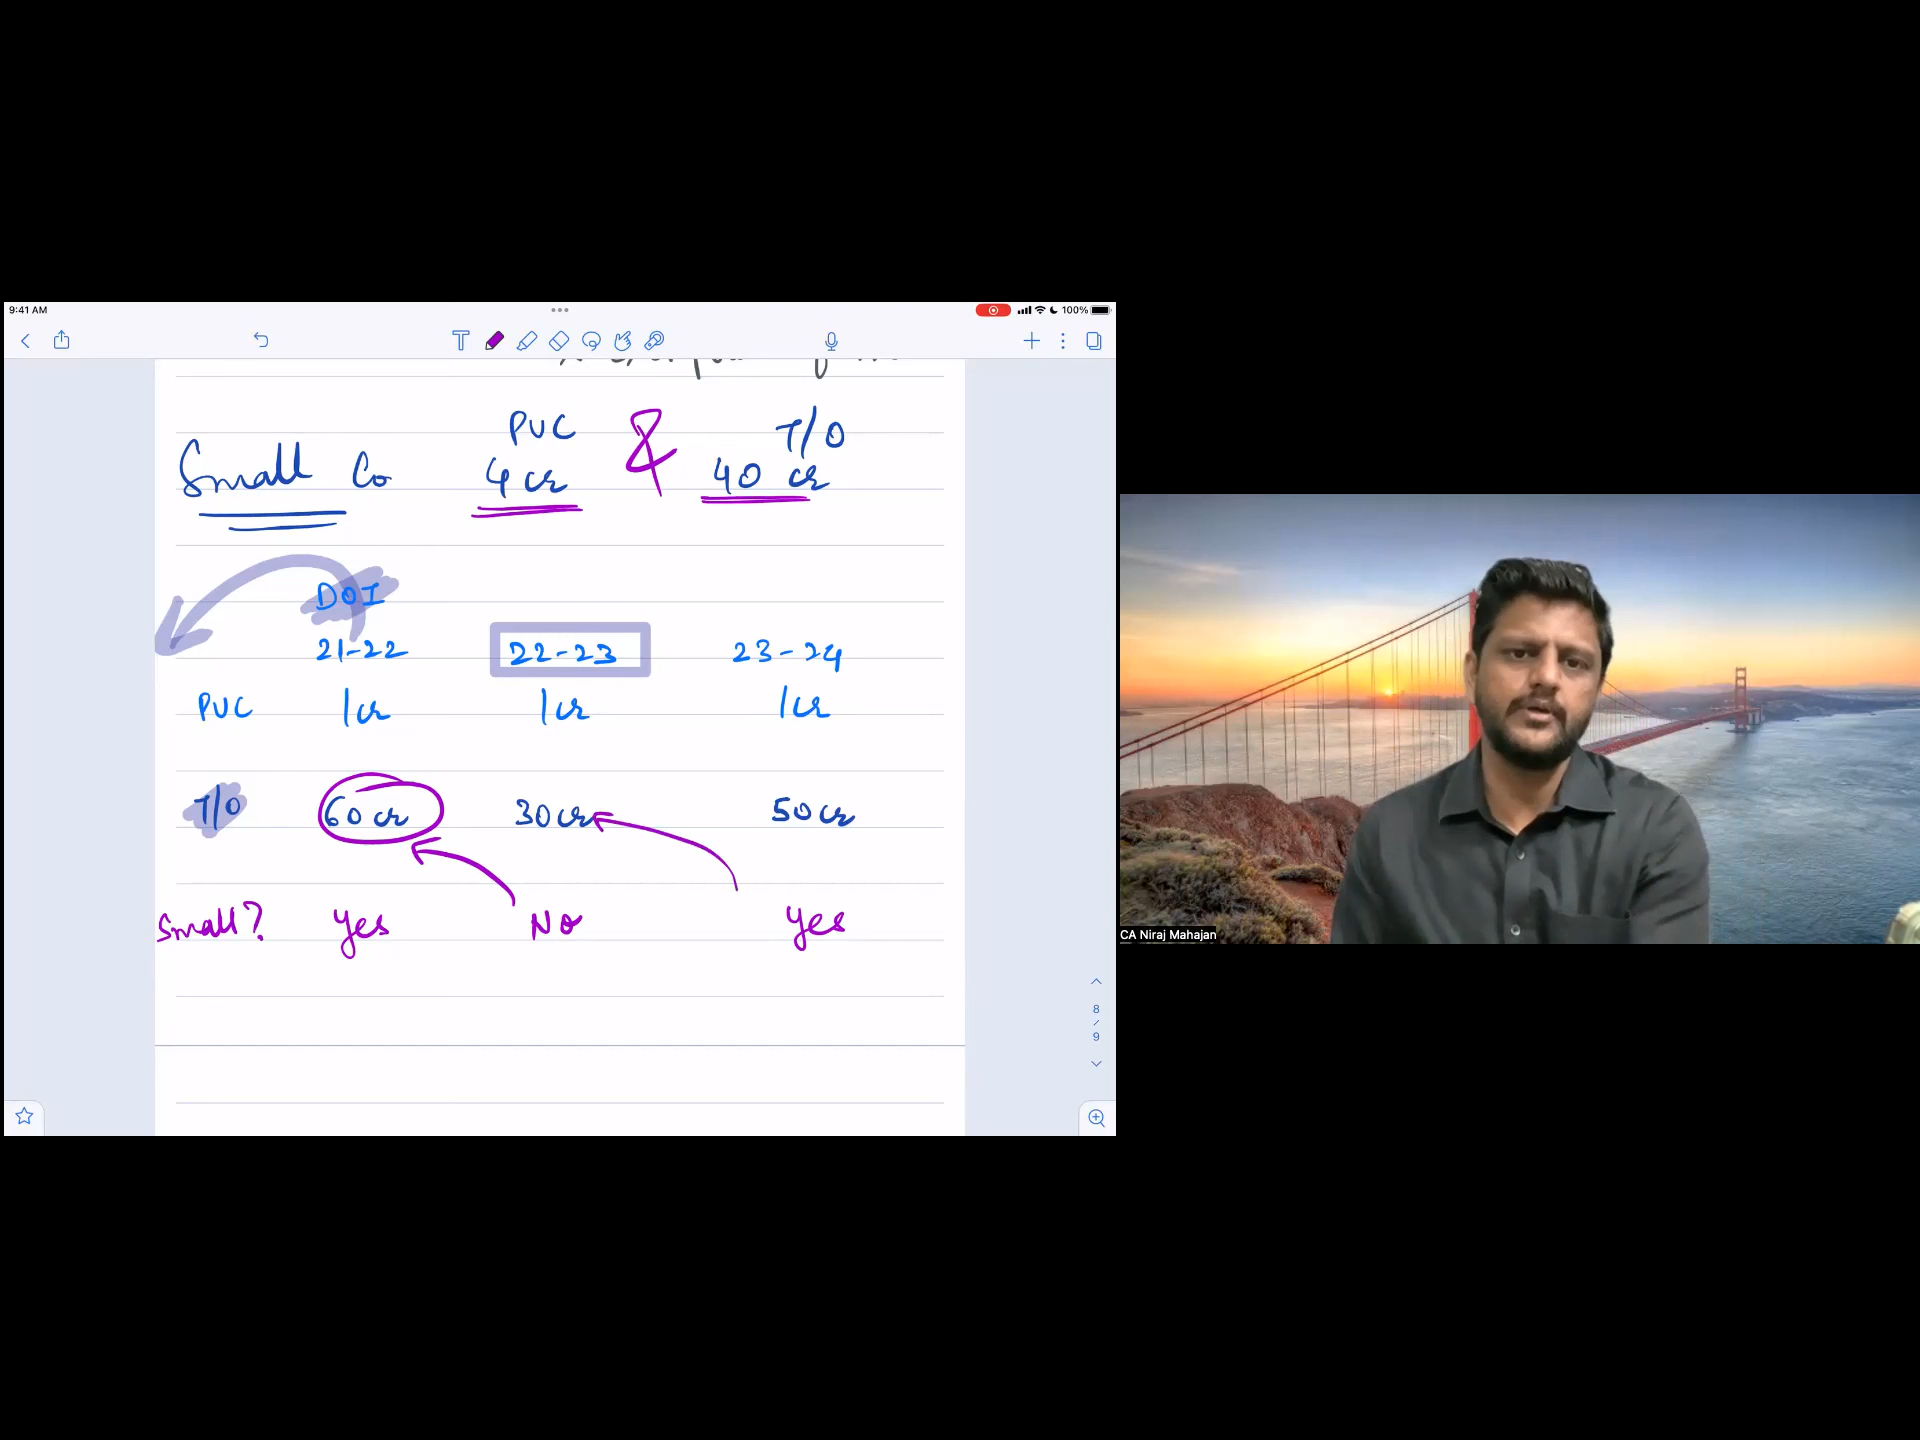 9:41 AM
100%
PUC & T/O
Small Co 4 cr 40 cr
DOI
21-22 22-23 23-24
PUC 1cr 1cr 1cr
T/O 60 cr 30 cr 50 cr
Small? Yes No Yes
8
/
9
CA Niraj Mahajan